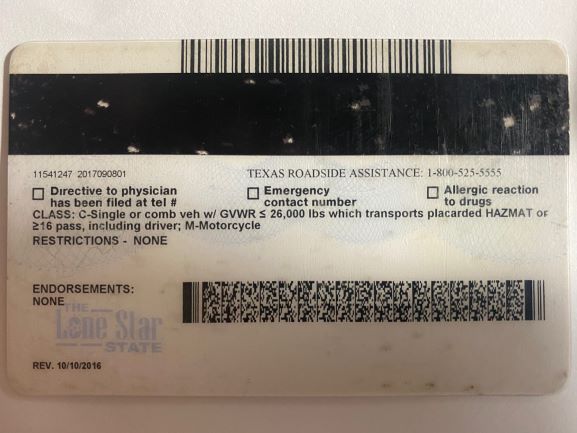 11541247 2017090801
TEXAS ROADSIDE ASSISTANCE: 1-800-525-5555
Directive to physician has been filed at tel #
Emergency contact number
Allergic reaction to drugs
CLASS: C-Single or comb veh w/ GVWR ≤ 26,000 lbs which transports placarded HAZMAT or
≥16 pass, including driver; M-Motorcycle
RESTRICTIONS - NONE
ENDORSEMENTS:
NONE
THE
Lone Star
STATE
REV. 10/10/2016